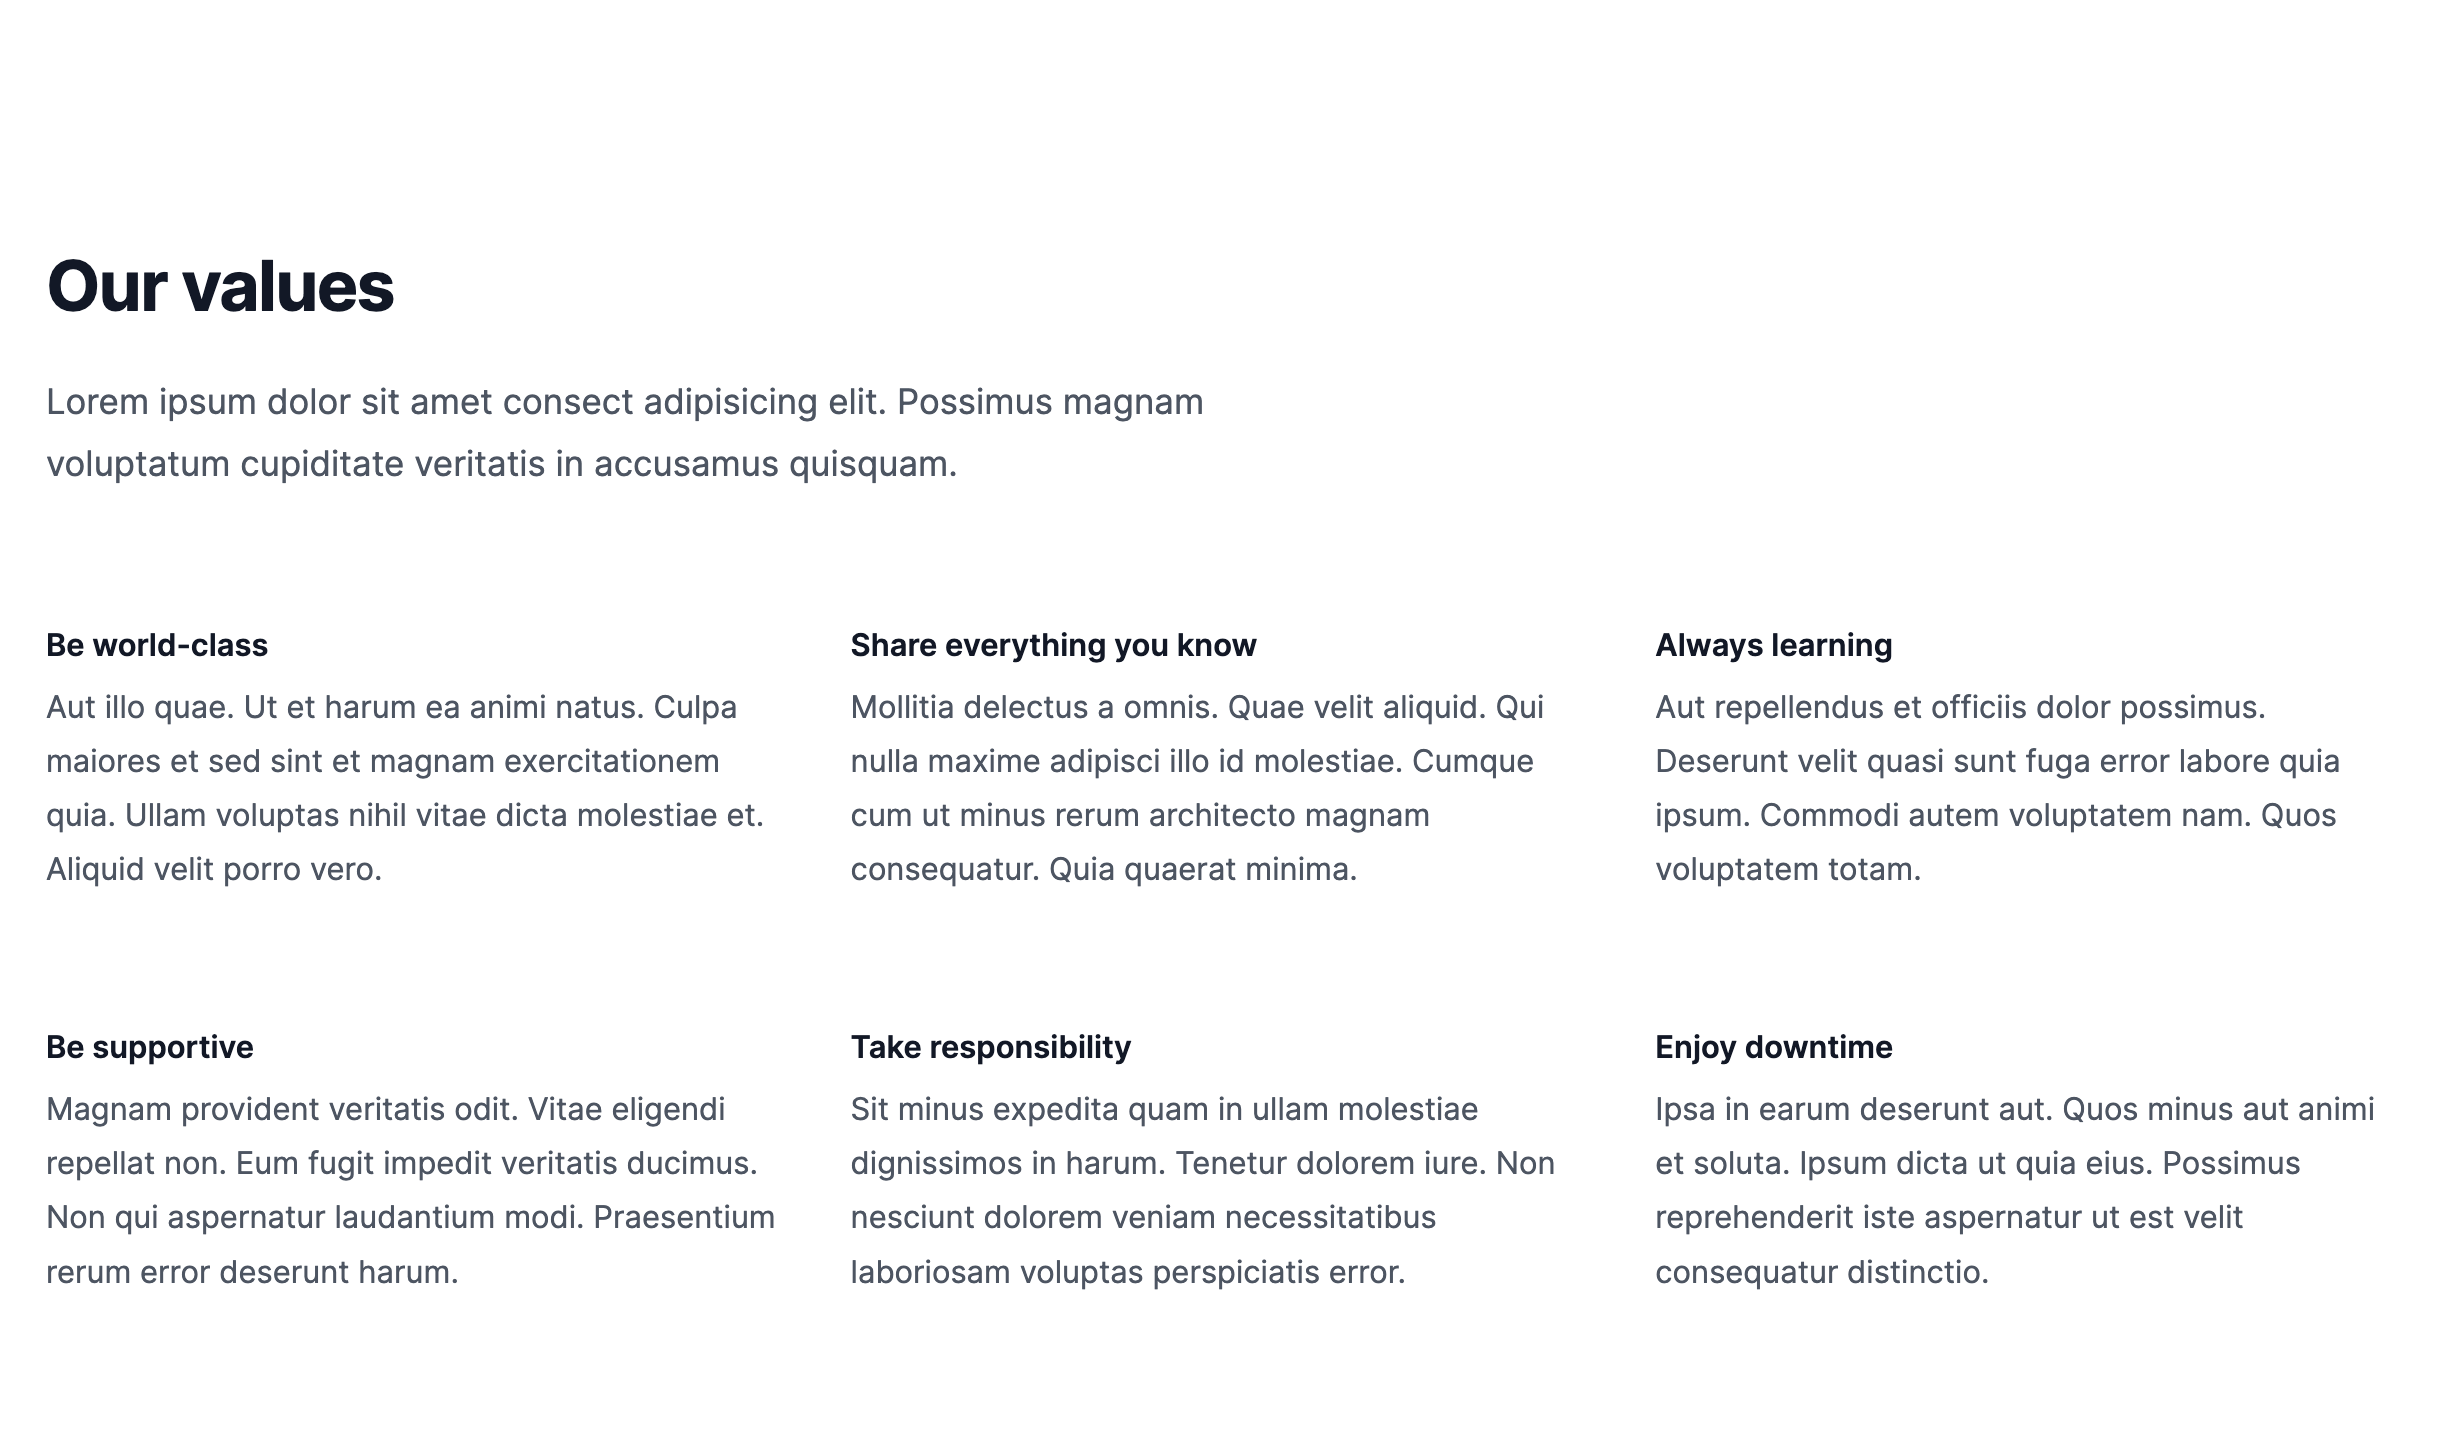 Our values
Lorem ipsum dolor sit amet consect adipisicing elit. Possimus magnam
voluptatum cupiditate veritatis in accusamus quisquam.
Be world-class
Aut illo quae. Ut et harum ea animi natus. Culpa
maiores et sed sint et magnam exercitationem
quia. Ullam voluptas nihil vitae dicta molestiae et.
Aliquid velit porro vero.
Share everything you know
Mollitia delectus a omnis. Quae velit aliquid. Qui
nulla maxime adipisci illo id molestiae. Cumque
cum ut minus rerum architecto magnam
consequatur. Quia quaerat minima.
Always learning
Aut repellendus et officiis dolor possimus.
Deserunt velit quasi sunt fuga error labore quia
ipsum. Commodi autem voluptatem nam. Quos
voluptatem totam.
Be supportive
Magnam provident veritatis odit. Vitae eligendi
repellat non. Eum fugit impedit veritatis ducimus.
Non qui aspernatur laudantium modi. Praesentium
rerum error deserunt harum.
Take responsibility
Sit minus expedita quam in ullam molestiae
dignissimos in harum. Tenetur dolorem iure. Non
nesciunt dolorem veniam necessitatibus
laboriosam voluptas perspiciatis error.
Enjoy downtime
Ipsa in earum deserunt aut. Quos minus aut animi
et soluta. Ipsum dicta ut quia eius. Possimus
reprehenderit iste aspernatur ut est velit
consequatur distinctio.